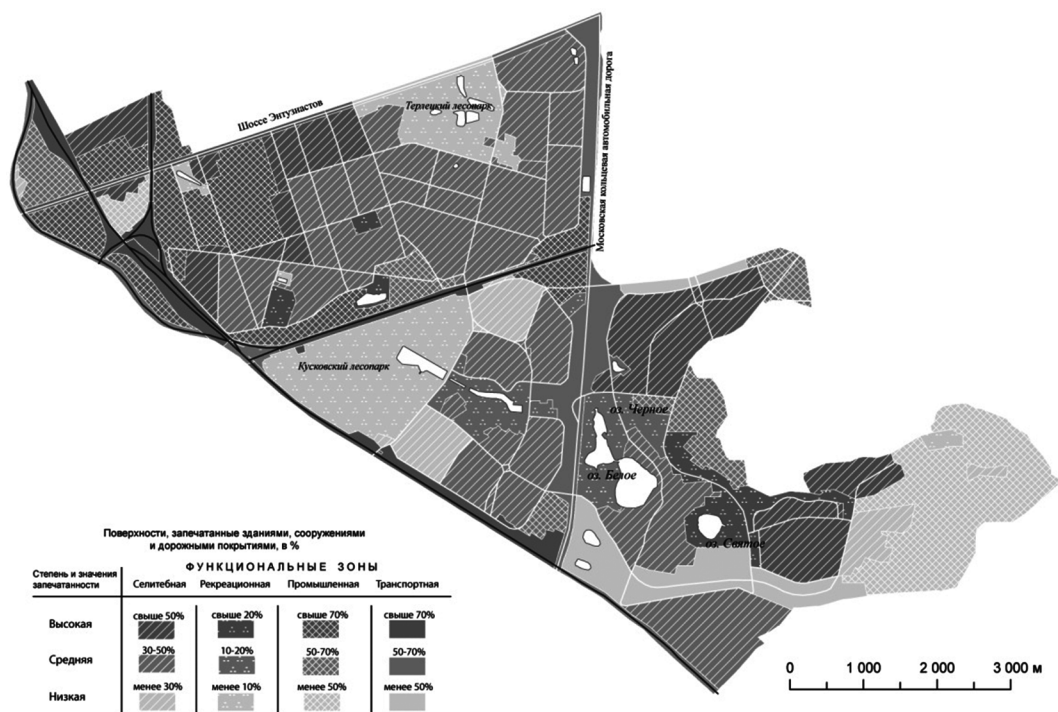 Шоссе Энтузиастов
Терлецкий лесопарк
Московская кольцевая автомобильная дорога
Кусковский лесопарк
оз. Черное
оз. Белое
оз. Святое
Поверхности, запечатанные зданиями, сооружениями
и дорожными покрытиями, в %
Степень и значения
запечатанности
ФУНКЦИОНАЛЬНЫЕ ЗОНЫ
Селитебная Рекреационная Промышленная Транспортная
Высокая
свыше 50% свыше 20% свыше 70% свыше 70%
Средняя
30-50% 10-20% 50-70% 50-70%
Низкая
менее 30% менее 10% менее 50% менее 50%
0 1 000 2 000 3 000 м